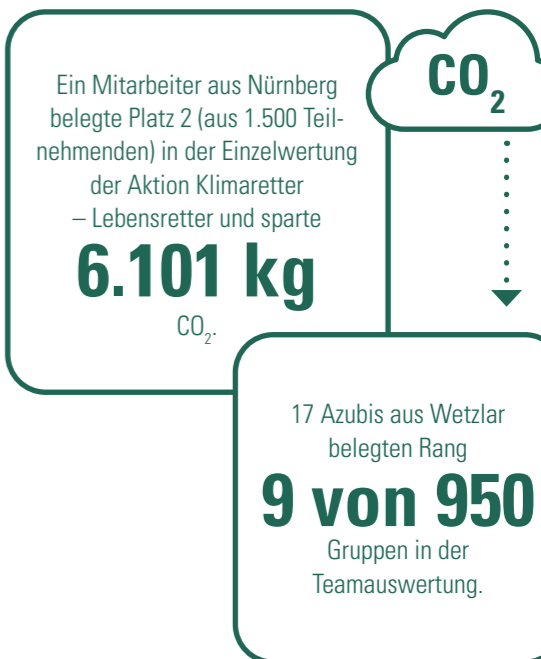 Ein Mitarbeiter aus Nürnberg
belegte Platz 2 (aus 1.500 Teil-
nehmenden) in der Einzelwertung
der Aktion Klimaretter
– Lebensretter und sparte
6.101 kg
CO₂.
CO₂
17 Azubis aus Wetzlar
belegten Rang
9 von 950
Gruppen in der
Teamauswertung.